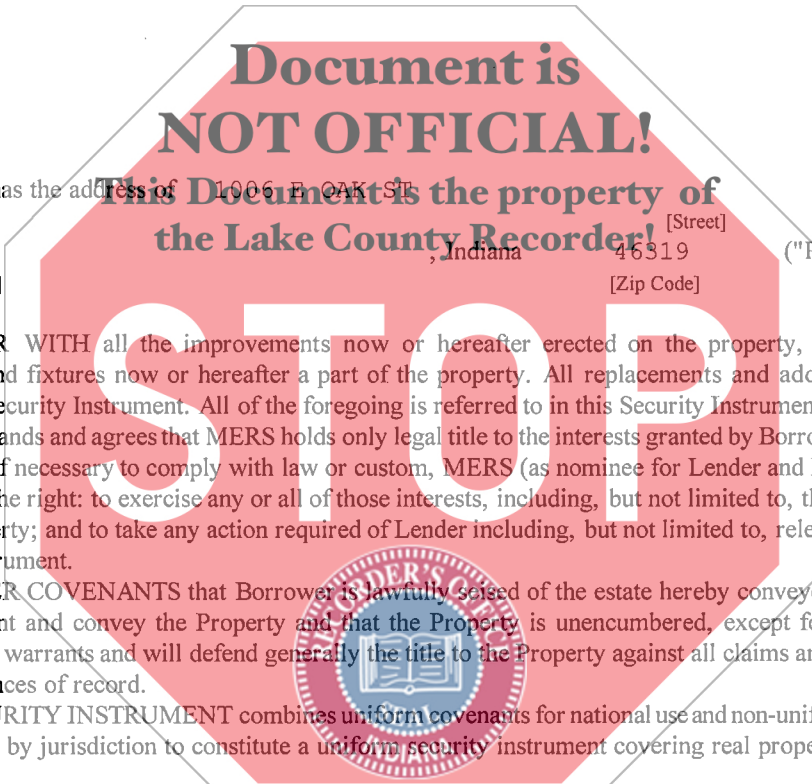 Document is
NOT OFFICIAL!
as the address of 1006 E OAK ST
This Document is the property of
[Street]
the Lake County Recorder!
, Indiana 46319 ("P
[Zip Code]
STOP
R WITH all the improvements now or hereafter erected on the property,
d fixtures now or hereafter a part of the property. All replacements and add
ecurity Instrument. All of the foregoing is referred to in this Security Instrumen
ands and agrees that MERS holds only legal title to the interests granted by Borro
f necessary to comply with law or custom, MERS (as nominee for Lender and
he right: to exercise any or all of those interests, including, but not limited to, th
rty; and to take any action required of Lender including, but not limited to, rele
rument.
R COVENANTS that Borrower is lawfully seised of the estate hereby conveye
nt and convey the Property and that the Property is unencumbered, except fo
warrants and will defend generally the title to the Property against all claims an
nces of record.
URITY INSTRUMENT combines uniform covenants for national use and non-unif
by jurisdiction to constitute a uniform security instrument covering real prope
RECORDER'S OFFICE
SEAL
INDIANA